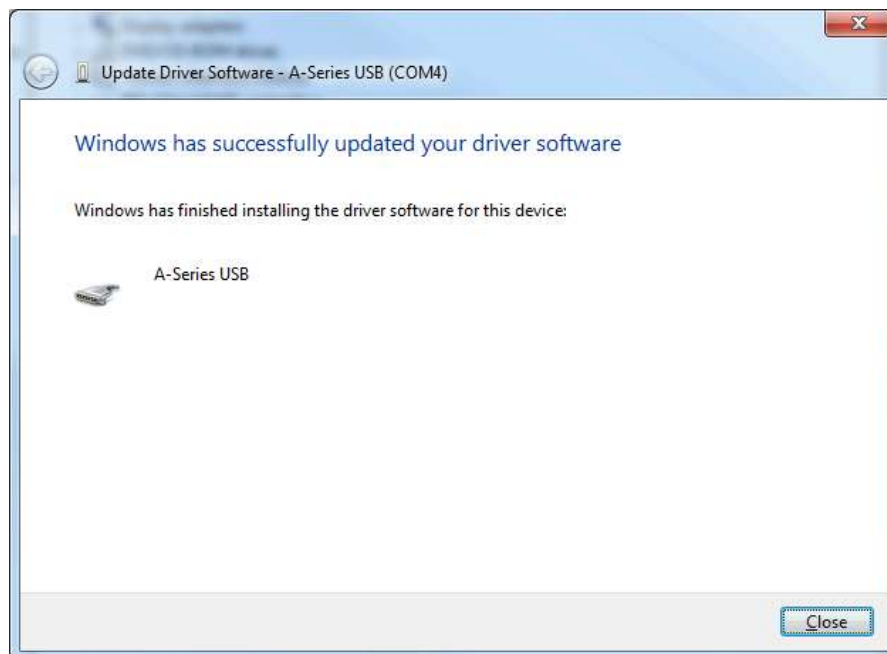 Update Driver Software - A-Series USB (COM4)
Windows has successfully updated your driver software
Windows has finished installing the driver software for this device:
A-Series USB
Close